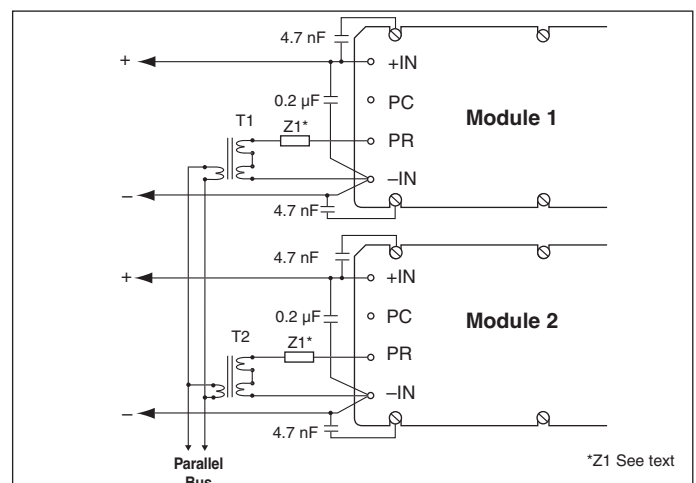 4.7 nF
+
+IN
0.2 µF
PC
Module 1
T1
Z1*
PR
–IN
–
4.7 nF
4.7 nF
+
+IN
0.2 µF
PC
Module 2
T2
Z1*
PR
–IN
–
4.7 nF
*Z1 See text
Parallel
Bus